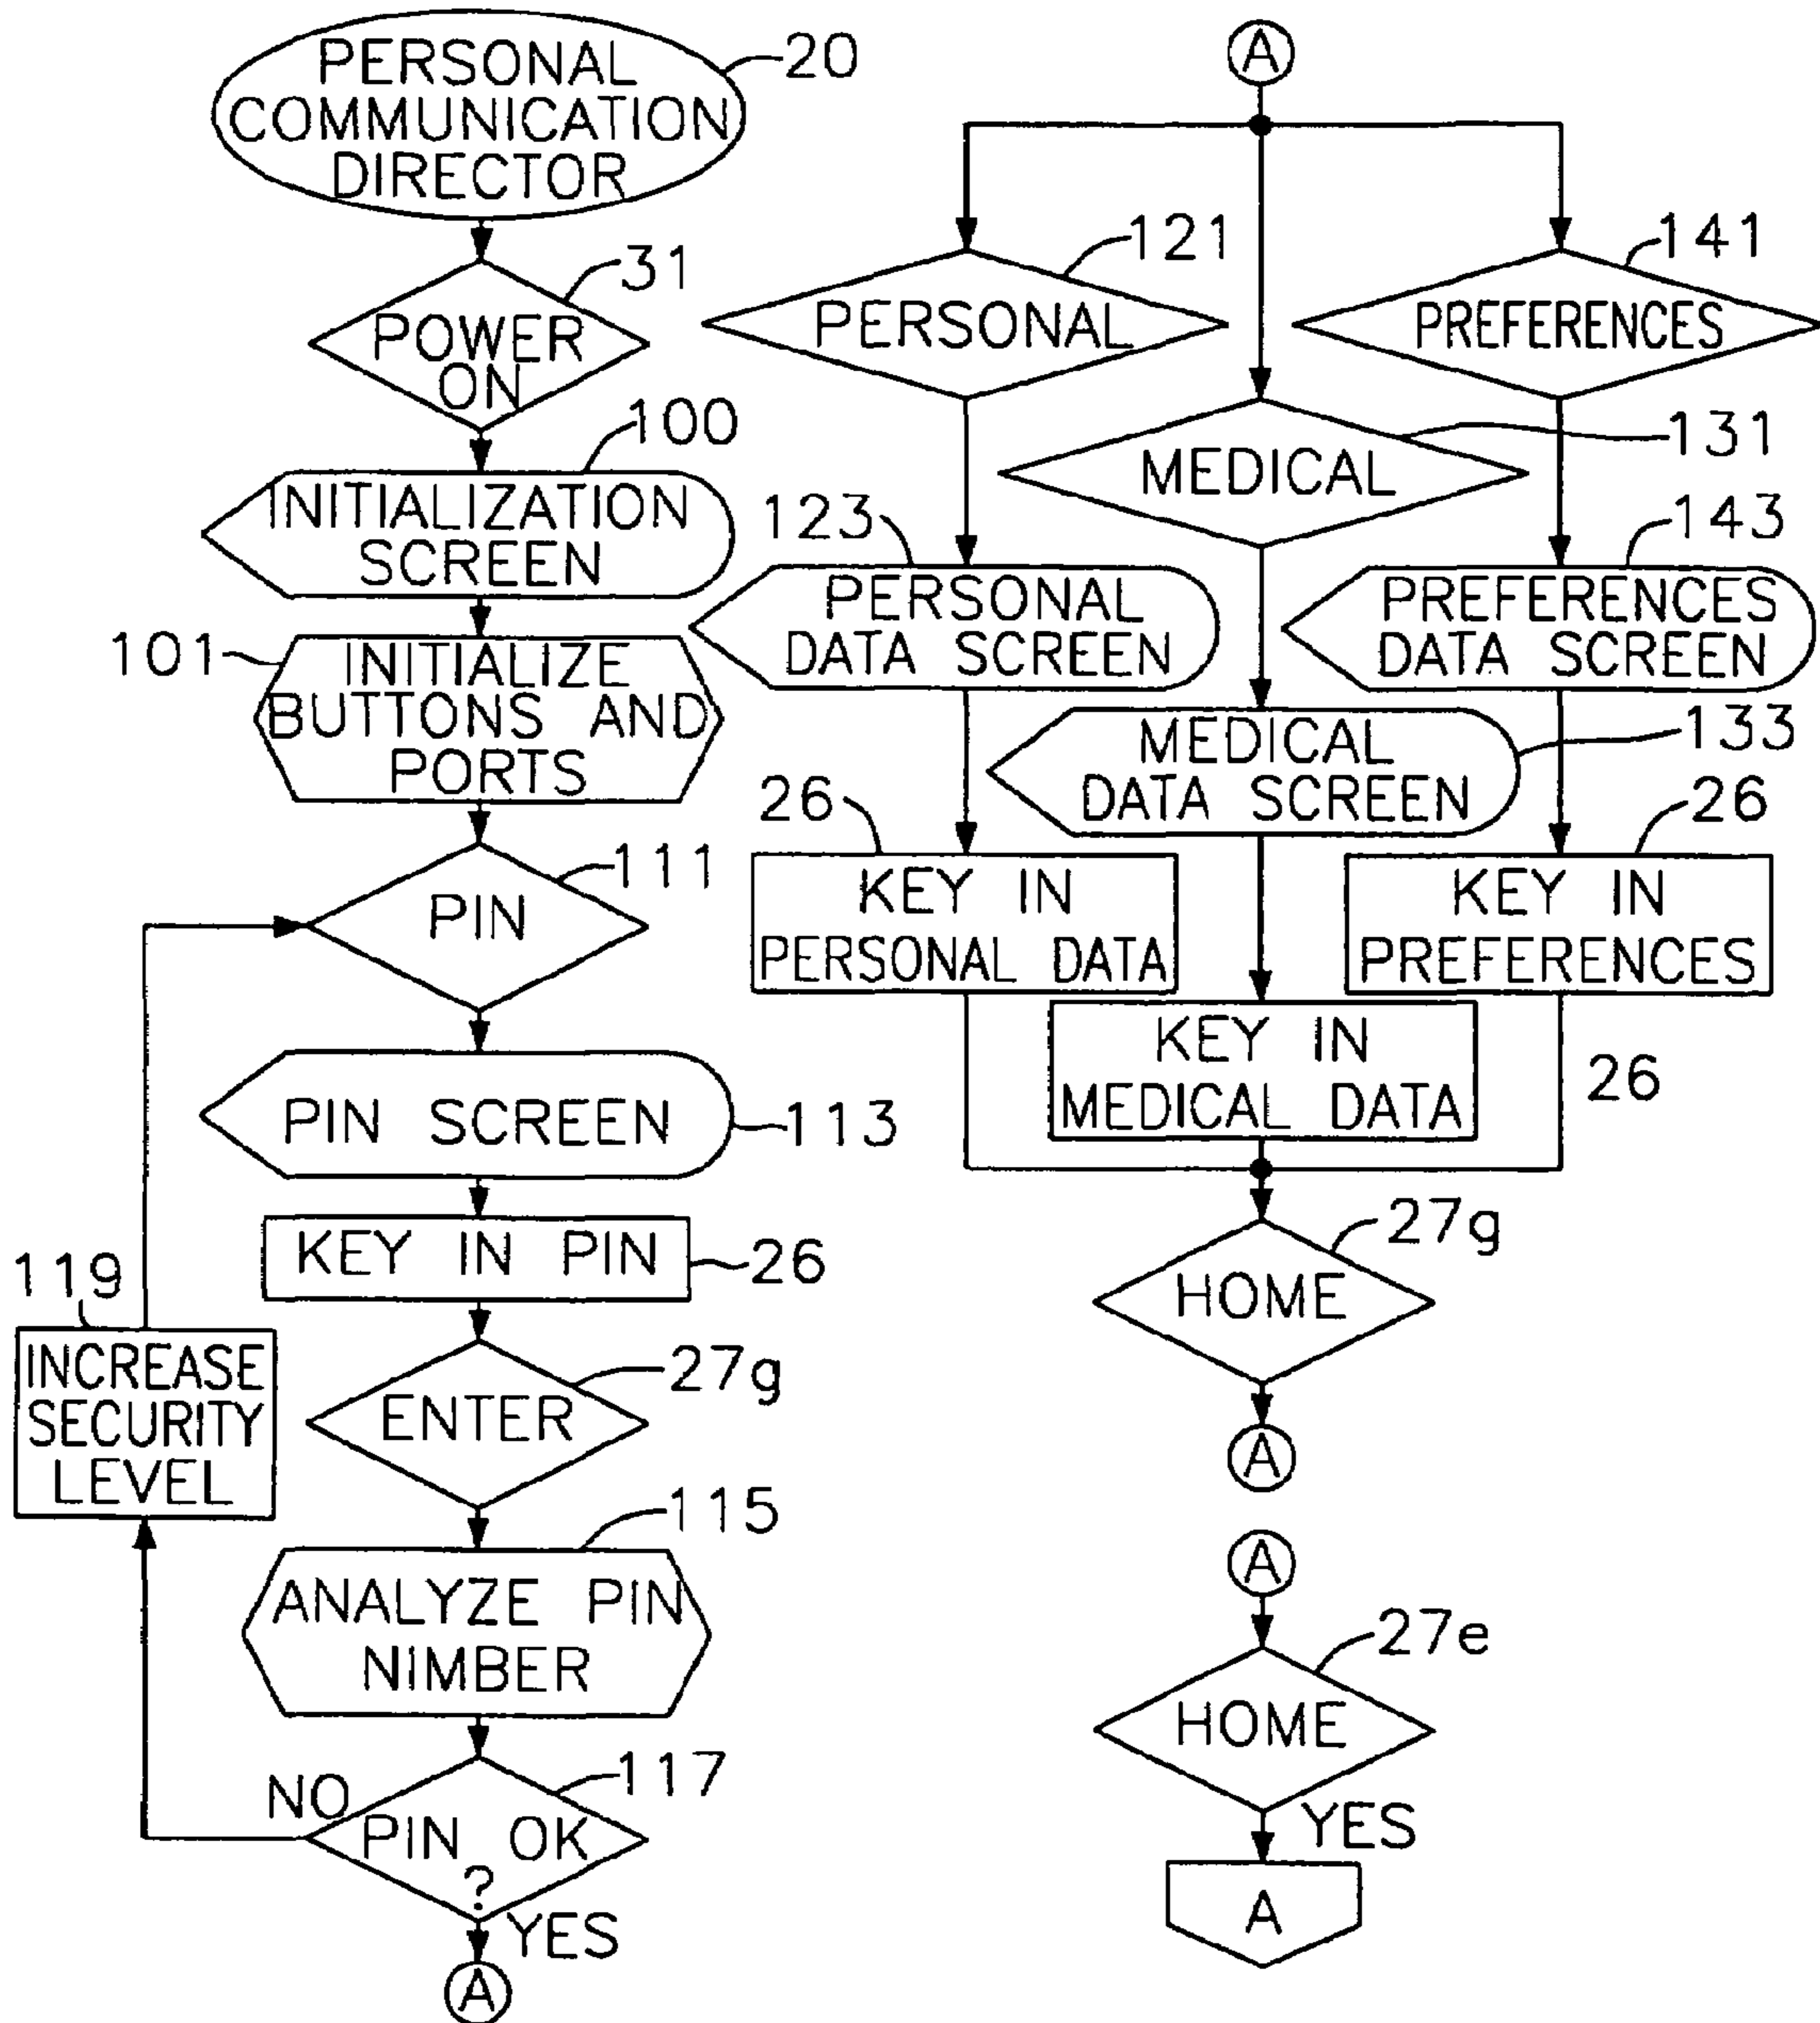 PERSONAL
COMMUNICATION
DIRECTOR
20
POWER
ON
31
INITIALIZATION
SCREEN
100
INITIALIZE
BUTTONS AND
PORTS
101
PIN
111
PIN SCREEN
113
KEY IN PIN
26
ENTER
27g
ANALYZE PIN
NIMBER
115
PIN OK
?
117
NO
YES
A
119
INCREASE
SECURITY
LEVEL
A
PERSONAL
121
PREFERENCES
141
MEDICAL
131
PERSONAL
DATA SCREEN
123
PREFERENCES
DATA SCREEN
143
MEDICAL
DATA SCREEN
133
KEY IN
PERSONAL DATA
26
KEY IN
PREFERENCES
26
KEY IN
MEDICAL DATA
26
HOME
27g
A
A
HOME
27e
YES
A